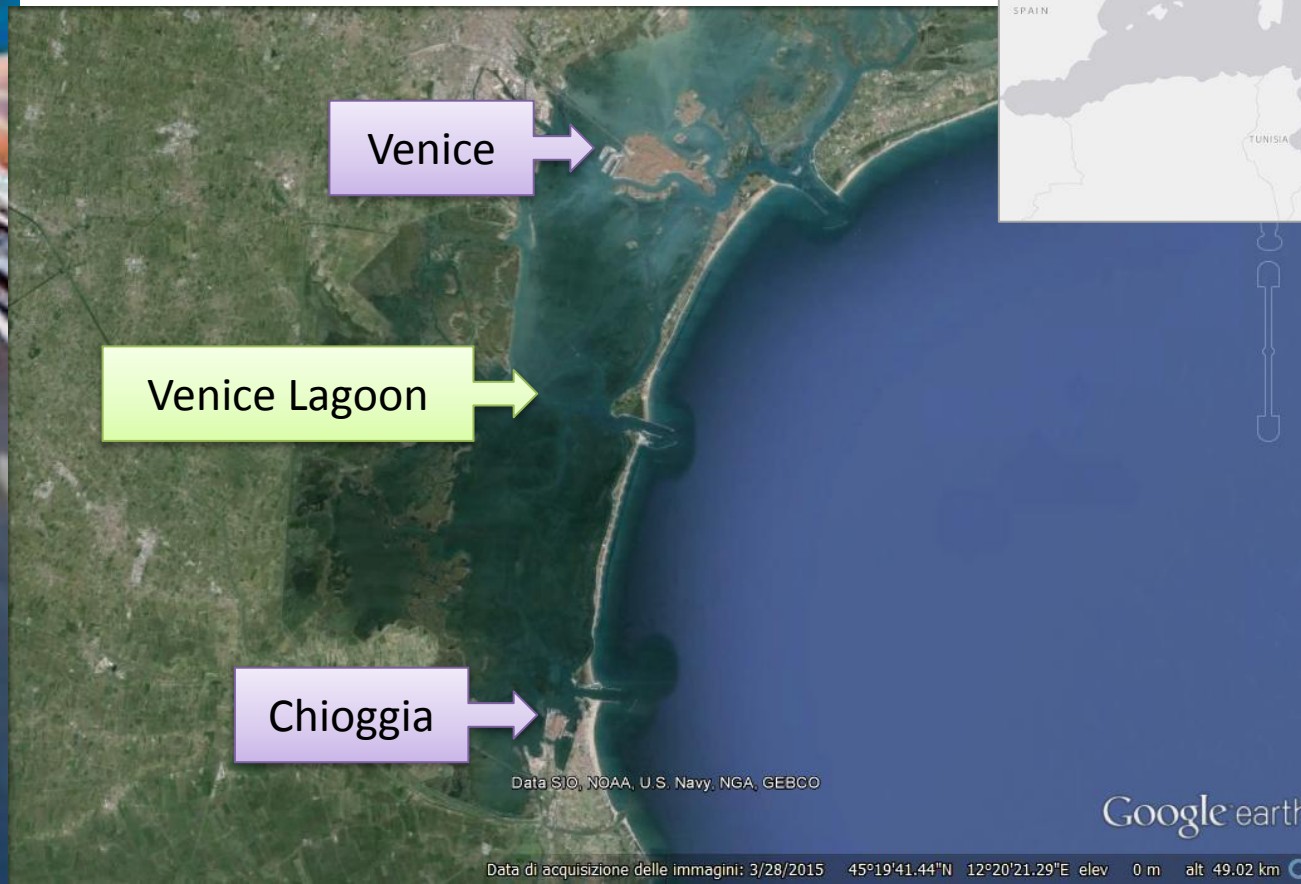 SPAIN
TUNISIA
Venice
Venice Lagoon
Chioggia
Data SIO, NOAA, U.S. Navy, NGA, GEBCO
Google earth
Data di acquisizione delle immagini: 3/28/2015 45°19'41.44"N 12°20'21.29"E elev 0 m alt 49.02 km